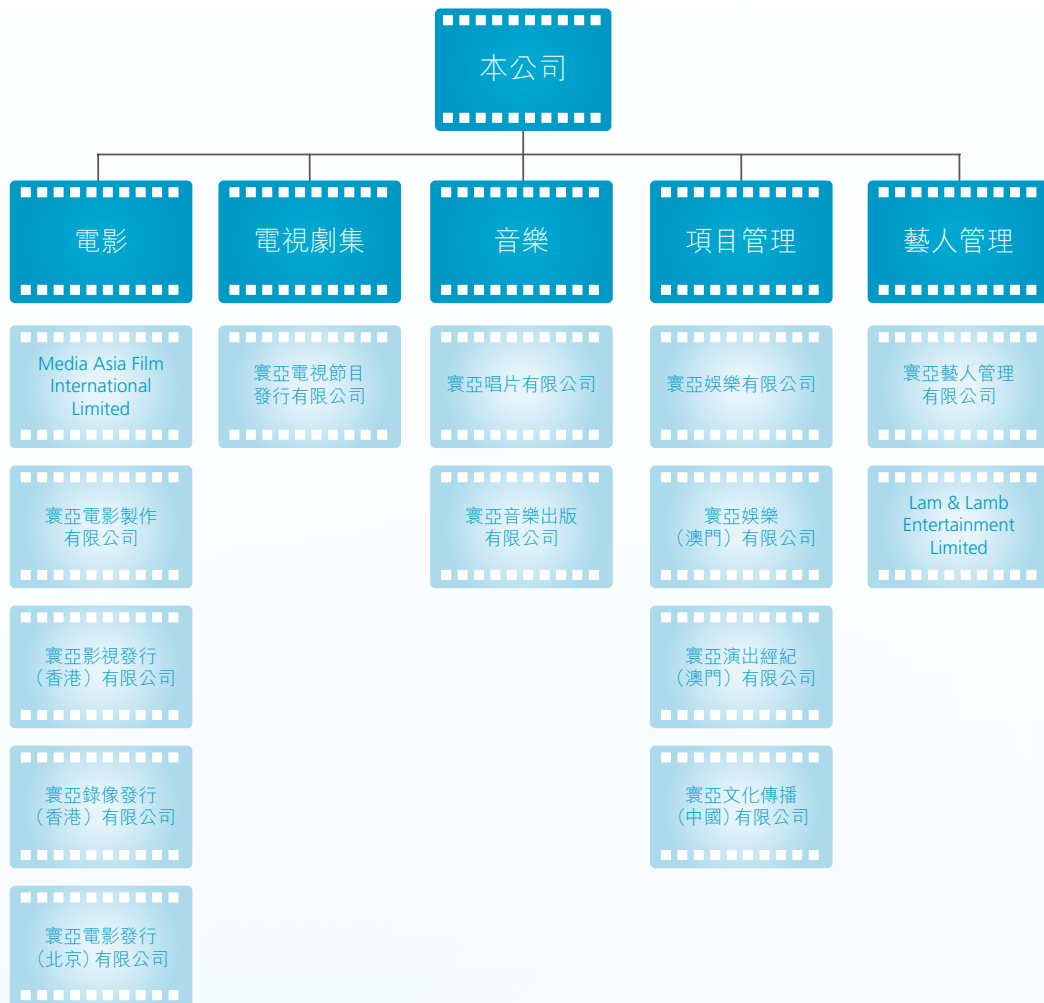 本公司
電影
電視劇集
音樂
項目管理
藝人管理
Media Asia Film
International
Limited
寰亞電視節目
發行有限公司
寰亞唱片有限公司
寰亞娛樂有限公司
寰亞藝人管理
有限公司
寰亞電影製作
有限公司
寰亞音樂出版
有限公司
寰亞娛樂
（澳門）有限公司
Lam & Lamb
Entertainment
Limited
寰亞影視發行
（香港）有限公司
寰亞演出經紀
（澳門）有限公司
寰亞錄像發行
（香港）有限公司
寰亞文化傳播
（中國）有限公司
寰亞電影發行
（北京）有限公司